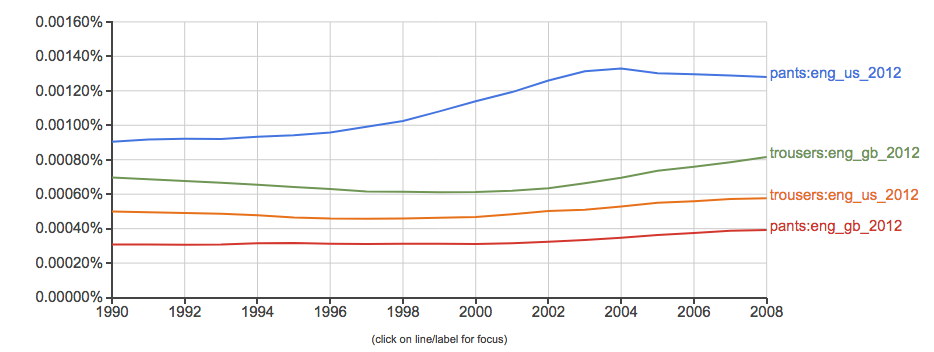 0.00160%
0.00140%
pants:eng_us_2012
0.00120%
0.00100%
0.00080%
trousers:eng_gb_2012
0.00060%
trousers:eng_us_2012
0.00040%
pants:eng_gb_2012
0.00020%
0.00000%
1990 1992 1994 1996 1998 2000 2002 2004 2006 2008
(click on line/label for focus)